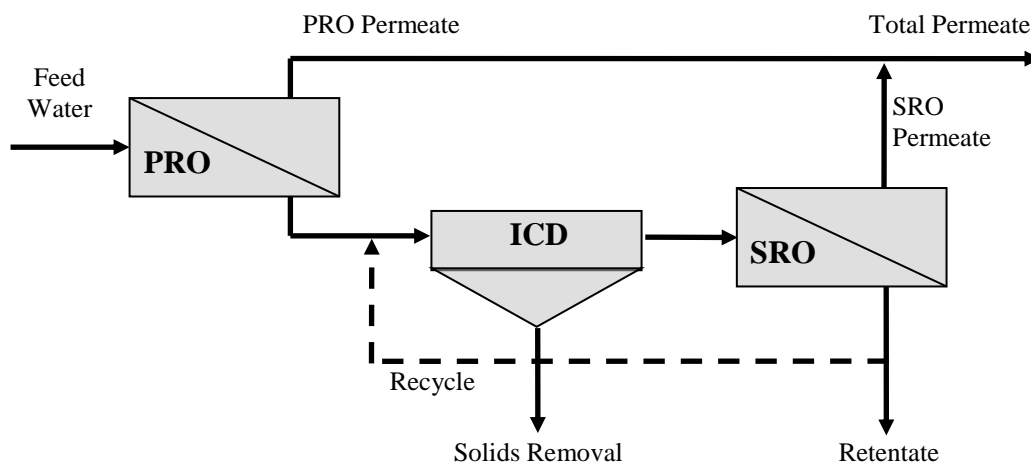 PRO Permeate
Total Permeate
Feed
Water
SRO
Permeate
PRO
ICD
SRO
Recycle
Solids Removal
Retentate